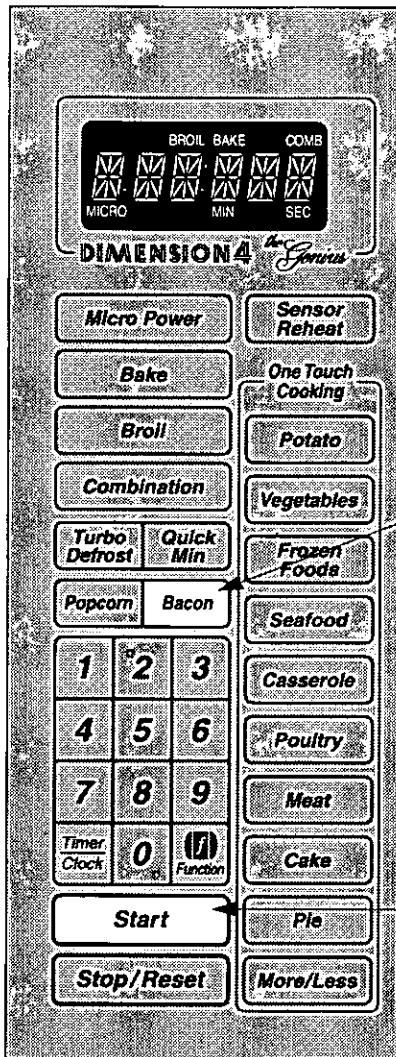 BROIL BAKE COMB
MICRO MIN SEC
DIMENSION 4 the Genius
Micro Power
Sensor
Reheat
Bake
Broil
Combination
Turbo
Defrost
Quick
Min
Popcorn
Bacon
1 2 3
4 5 6
7 8 9
Timer
Clock
0
f
Function
Start
Stop/Reset
One Touch
Cooking
Potato
Vegetables
Frozen
Foods
Seafood
Casserole
Poultry
Meat
Cake
Pie
More/Less